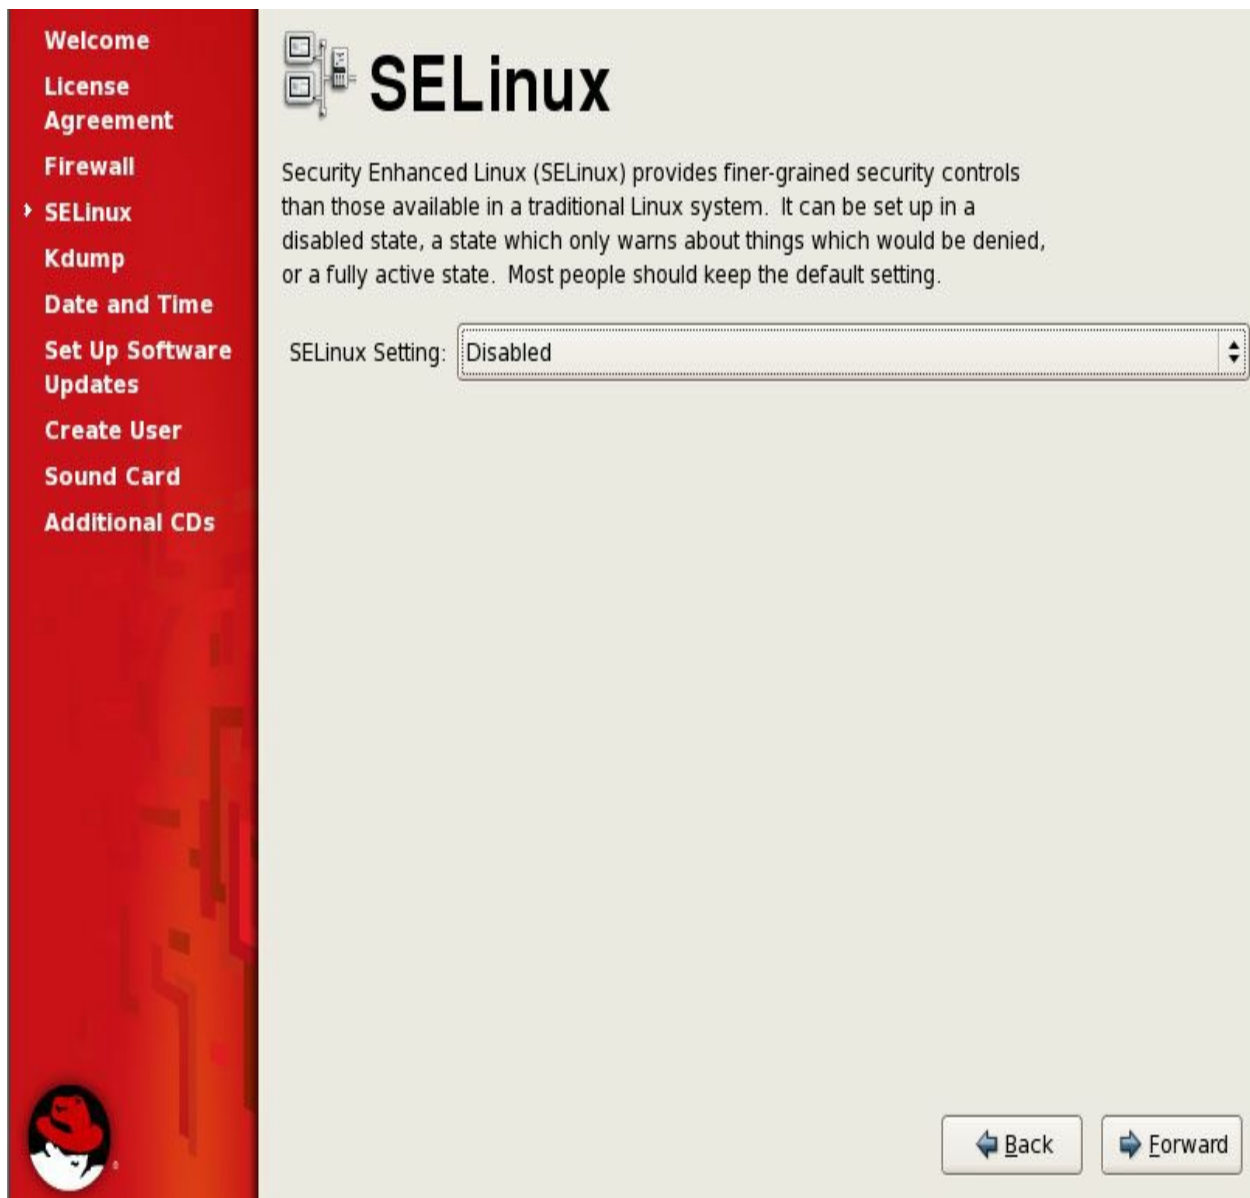 Welcome
License
Agreement
Firewall
SELinux
Kdump
Date and Time
Set Up Software
Updates
Create User
Sound Card
Additional CDs
SELinux
Security Enhanced Linux (SELinux) provides finer-grained security controls
than those available in a traditional Linux system. It can be set up in a
disabled state, a state which only warns about things which would be denied,
or a fully active state. Most people should keep the default setting.
SELinux Setting: Disabled
Back
Forward